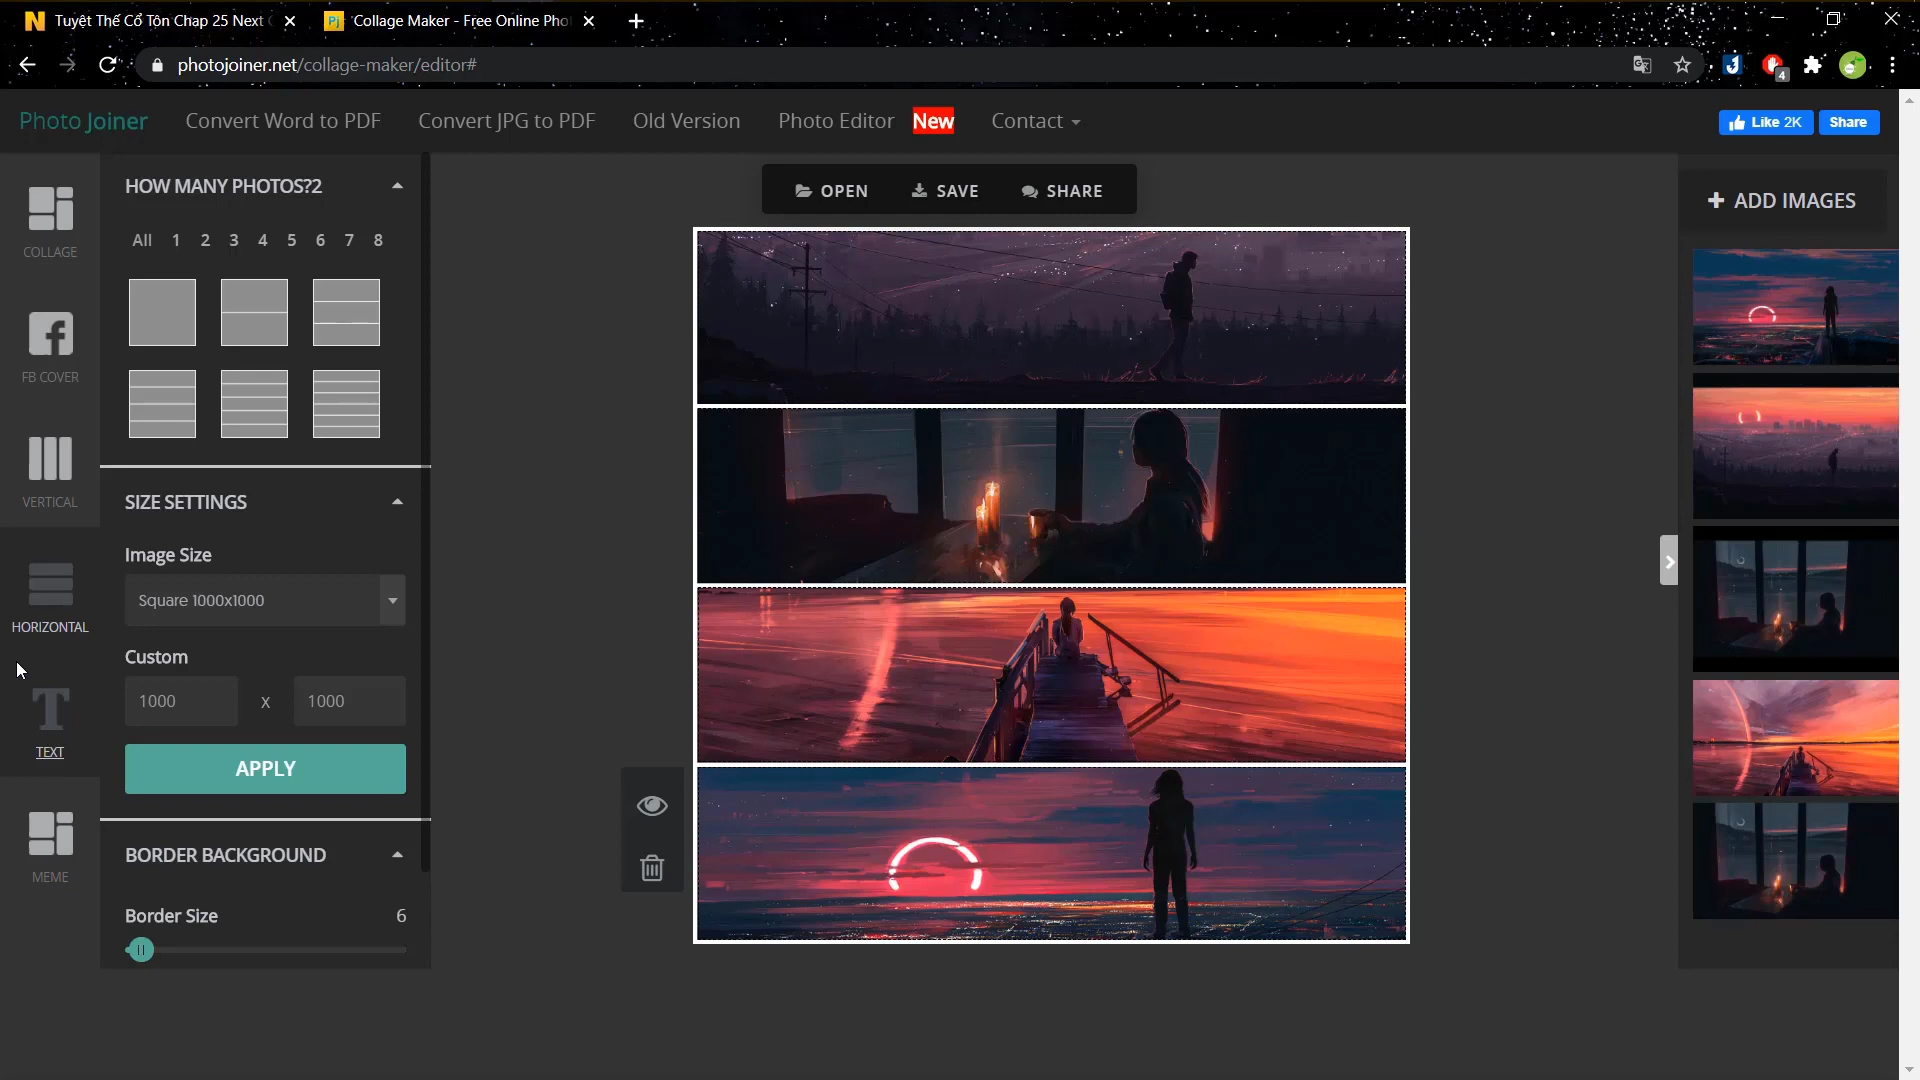 Tuyệt Thế Cổ Tôn Chap 25 Next
Collage Maker - Free Online Pho
photojoiner.net/collage-maker/editor#
4
Photo Joiner
Convert Word to PDF
Convert JPG to PDF
Old Version
Photo Editor New
Contact
Like 2K
Share
COLLAGE
FB COVER
VERTICAL
HORIZONTAL
T
TEXT
MEME
HOW MANY PHOTOS?2
All 1 2 3 4 5 6 7 8
SIZE SETTINGS
Image Size
Square 1000x1000
Custom
1000 x 1000
APPLY
BORDER BACKGROUND
Border Size 6
OPEN
SAVE
SHARE
+ ADD IMAGES